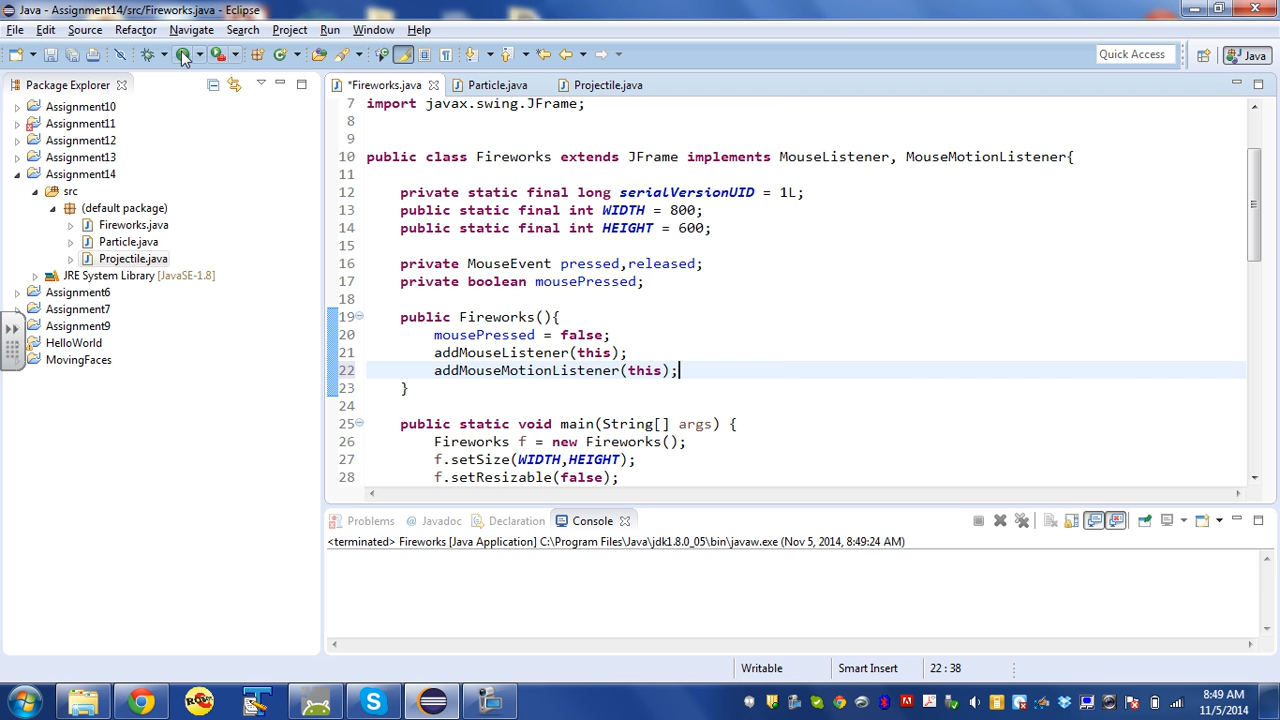 Java - Assignment14/src/Fireworks.java - Eclipse
File Edit Source Refactor Navigate Search Project Run Window Help
Quick Access
Java
Package Explorer
Assignment10
Assignment11
Assignment12
Assignment13
Assignment14
src
(default package)
Fireworks.java
Particle.java
Projectile.java
JRE System Library [JavaSE-1.8]
Assignment6
Assignment7
Assignment9
HelloWorld
MovingFaces
*Fireworks.java Particle.java Projectile.java
7 import javax.swing.JFrame;
8
9
10 public class Fireworks extends JFrame implements MouseListener, MouseMotionListener{
11
12 private static final long serialVersionUID = 1L;
13 public static final int WIDTH = 800;
14 public static final int HEIGHT = 600;
15
16 private MouseEvent pressed,released;
17 private boolean mousePressed;
18
19 public Fireworks(){
20 mousePressed = false;
21 addMouseListener(this);
22 addMouseMotionListener(this);
23 }
24
25 public static void main(String[] args) {
26 Fireworks f = new Fireworks();
27 f.setSize(WIDTH,HEIGHT);
28 f.setResizable(false);
Problems Javadoc Declaration Console
<terminated> Fireworks [Java Application] C:\Program Files\Java\jdk1.8.0_05\bin\javaw.exe (Nov 5, 2014, 8:49:24 AM)
Writable Smart Insert 22 : 38
8:49 AM
11/5/2014